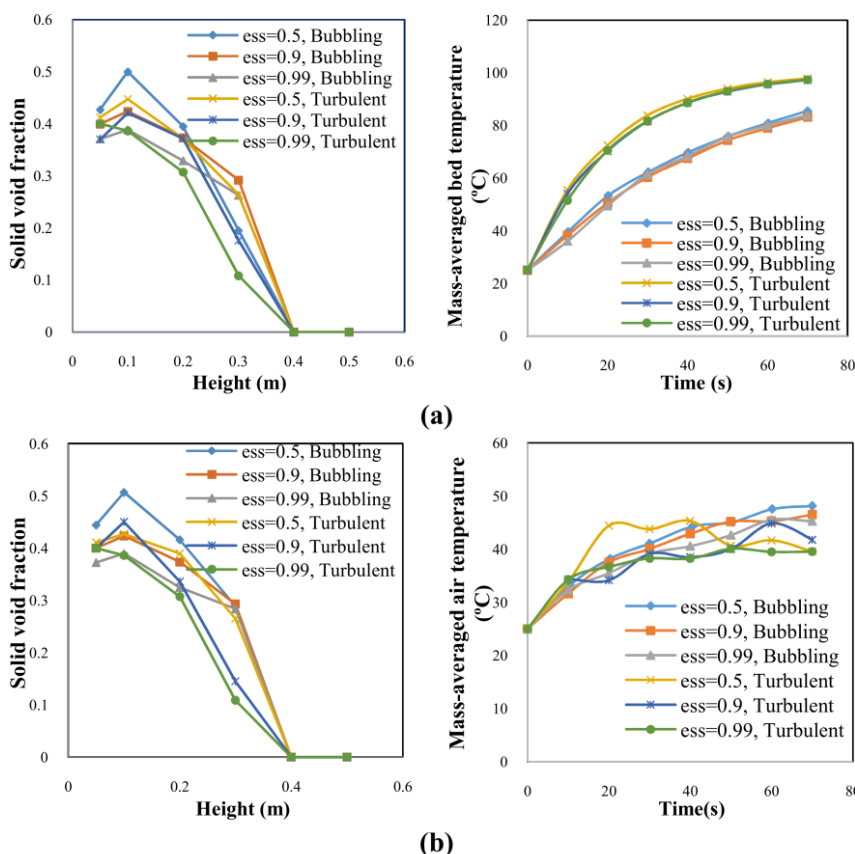 0.6
0.5
0.4
0.3
0.2
0.1
0
Solid void fraction
ess=0.5, Bubbling
ess=0.9, Bubbling
ess=0.99, Bubbling
ess=0.5, Turbulent
ess=0.9, Turbulent
ess=0.99, Turbulent
0 0.1 0.2 0.3 0.4 0.5 0.6
Height (m)
120
100
80
60
40
20
0
Mass-averaged bed temperature
(ºC)
ess=0.5, Bubbling
ess=0.9, Bubbling
ess=0.99, Bubbling
ess=0.5, Turbulent
ess=0.9, Turbulent
ess=0.99, Turbulent
0 20 40 60 80
Time (s)
(a)
0.6
0.5
0.4
0.3
0.2
0.1
0
Solid void fraction
ess=0.5, Bubbling
ess=0.9, Bubbling
ess=0.99, Bubbling
ess=0.5, Turbulent
ess=0.9, Turbulent
ess=0.99, Turbulent
0 0.2 0.4 0.6
Height (m)
60
50
40
30
20
10
0
Mass-averaged air temperature
(ºC)
ess=0.5, Bubbling
ess=0.9, Bubbling
ess=0.99, Bubbling
ess=0.5, Turbulent
ess=0.9, Turbulent
ess=0.99, Turbulent
0 20 40 60 80
Time(s)
(b)